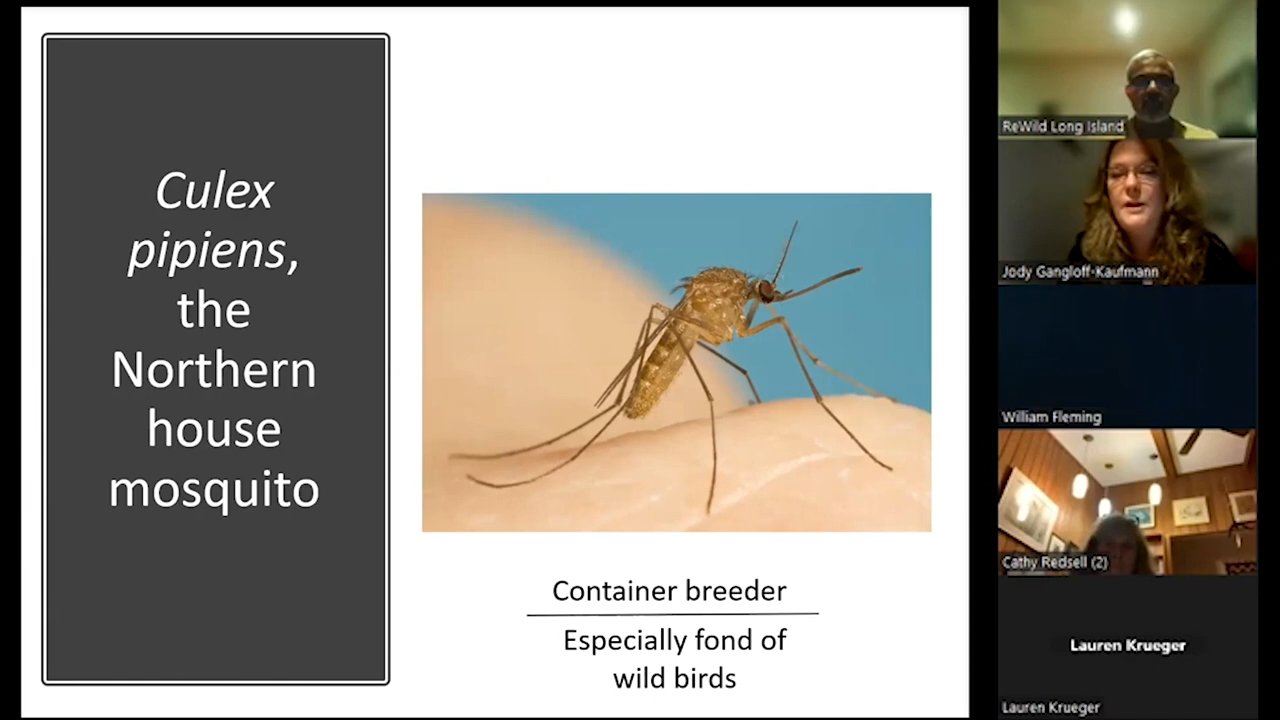 Culex
pipiens,
the
Northern
house
mosquito
Container breeder
Especially fond of
wild birds
ReWild Long Island
Jody Gangloff-Kaufmann
William Fleming
Cathy Redsell (2)
Lauren Krueger
Lauren Krueger